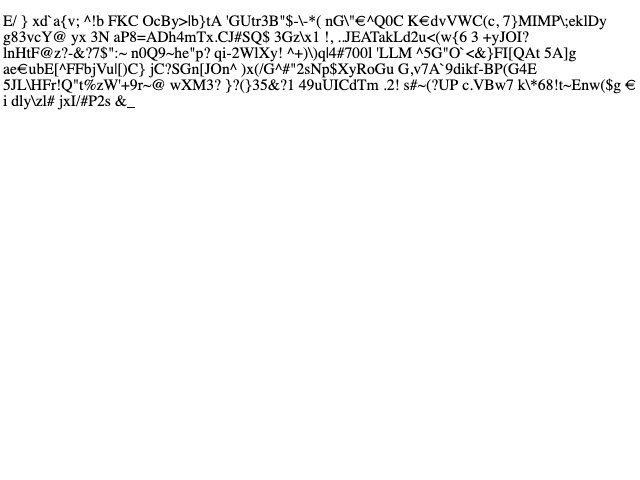 E/ } xd`a{v; ^!b FKC OcBy>lb}tA 'GUtr3B"$-\-*( nG\"€^Q0C K€dvVWC(c, 7}MIMP\;eklDy
g83vcY@ yx 3N aP8=ADh4mTx.CJ#SQ$ 3Gz\x1 !, ..JEATakLd2u<(w{6 3 +yJOI?
lnHtF@z?-&?7$":~ n0Q9~he"p? qi-2WlXy! ^+)\)q|4#700l 'LLM ^5G"O`<&}FI[QAt 5A]g
ae€ubE[^FFbjVu|[)C} jC?SGn[JOn^ )x(/G^#"2sNp$XyRoGu G,v7A`9dikf-BP(G4E
5JL\HFr!Q"t%zW'+9r~@ wXM3? }?(}35&?1 49uUICdTm .2! s#~(?UP c.VBw7 k\*68!t~Enw($g €
i dly\zl# jxI/#P2s &_